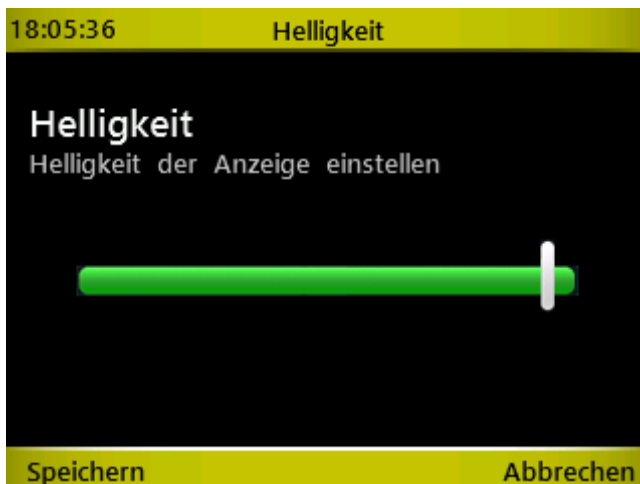 18:05:36 Helligkeit
Helligkeit
Helligkeit der Anzeige einstellen
Speichern Abbrechen